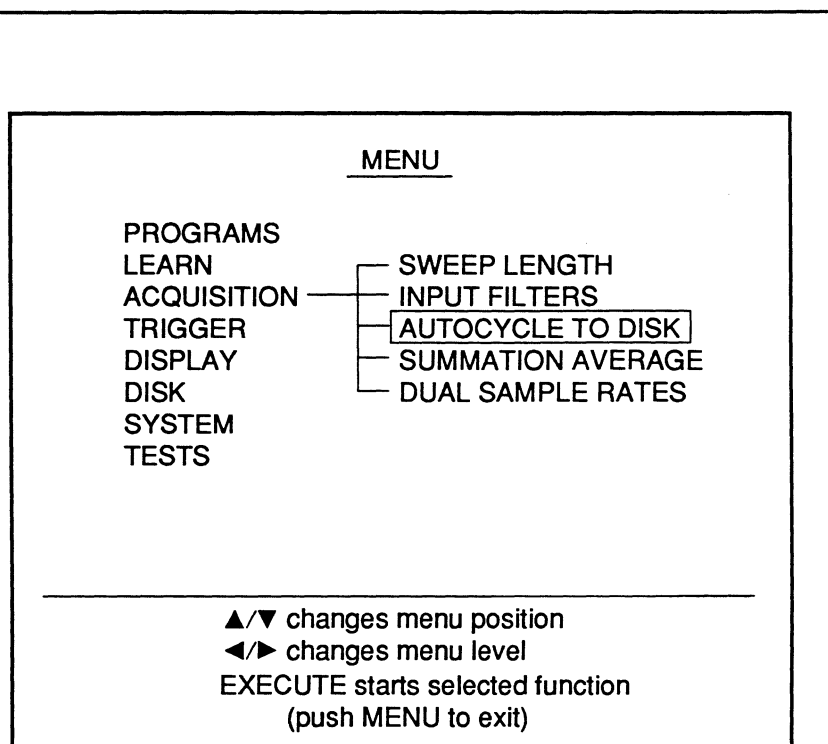 MENU
PROGRAMS
LEARN SWEEP LENGTH
ACQUISITION INPUT FILTERS
TRIGGER AUTOCYCLE TO DISK
DISPLAY SUMMATION AVERAGE
DISK DUAL SAMPLE RATES
SYSTEM
TESTS
▲/▼ changes menu position
◄/► changes menu level
EXECUTE starts selected function
(push MENU to exit)